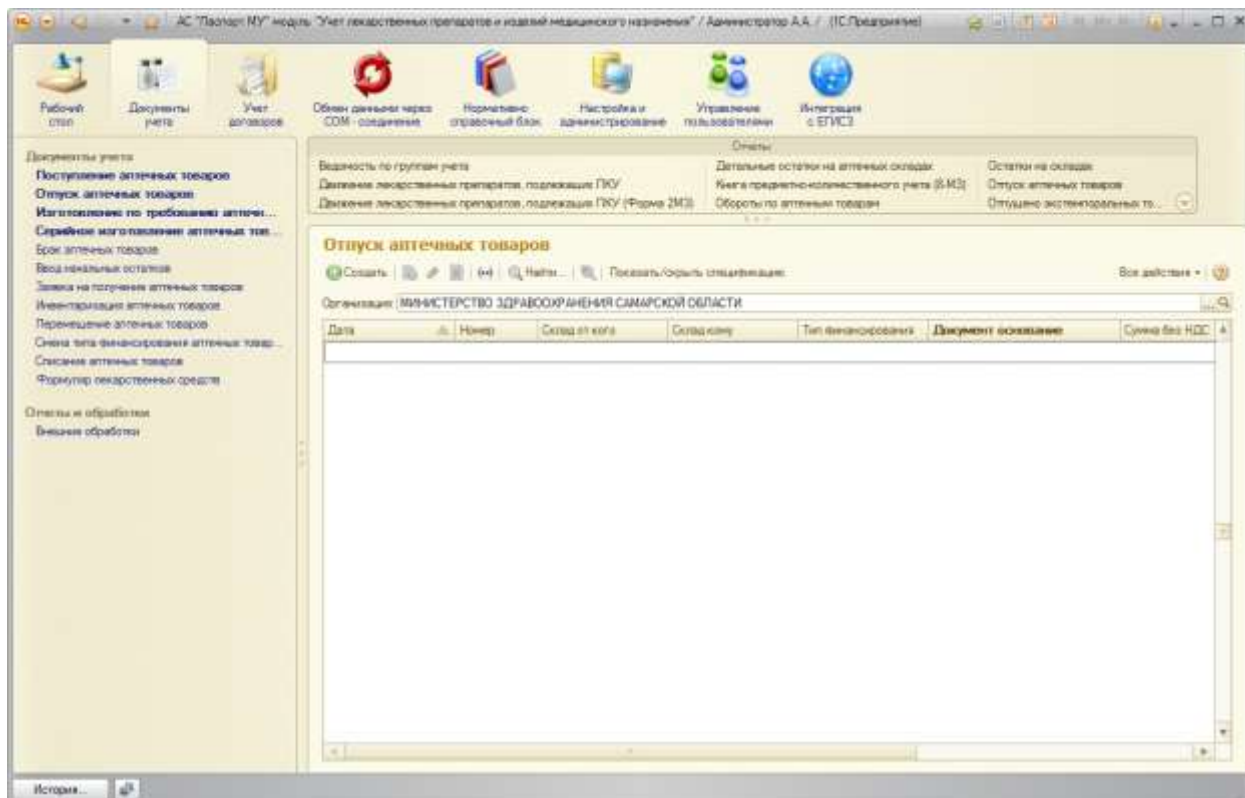 АС "Паспорт МУ" модуль "Учет лекарственных препаратов и изделий медицинского назначения" / Администратор А.А. / (1С:Предприятие)
Рабочий стол
Документы учета
Учет договоров
Обмен данными через COM - соединение
Нормативно справочный блок
Настройка и администрирование
Управление пользователями
Интеграция с ЕГИСЗ
Документы учета
Поступление аптечных товаров
Отпуск аптечных товаров
Изготовление по требованию аптечн...
Серийное изготовление аптечных тов...
Брак аптечных товаров
Ввод начальных остатков
Заявка на получение аптечных товаров
Инвентаризация аптечных товаров
Перемещение аптечных товаров
Смена типа финансирования аптечных товар...
Списание аптечных товаров
Формуляр лекарственных средств
Отчеты и обработки
Внешние обработки
Отчеты
Ведомость по группам учета
Детальные остатки на аптечных складах
Остатки на складах
Движение лекарственных препаратов, подлежащих ПКУ
Книга предметно-количественного учета (8-МЗ)
Отпуск аптечных товаров
Движение лекарственных препаратов, подлежащих ПКУ (Форма 2МЗ)
Обороты по аптечным товарам
Отпущено экстемпоральных то...
Отпуск аптечных товаров
Создать
Найти...
Показать/скрыть спецификацию
Все действия
Организация: МИНИСТЕРСТВО ЗДРАВООХРАНЕНИЯ САМАРСКОЙ ОБЛАСТИ
Дата Номер Склад от кого Склад кому Тип финансирования Документ основание Сумма без НДС
История...